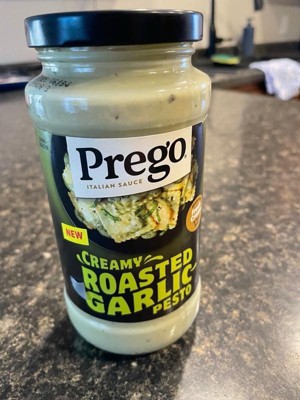 Prego®
ITALIAN SAUCE
NEW
CREAMY
ROASTED
GARLIC
PESTO